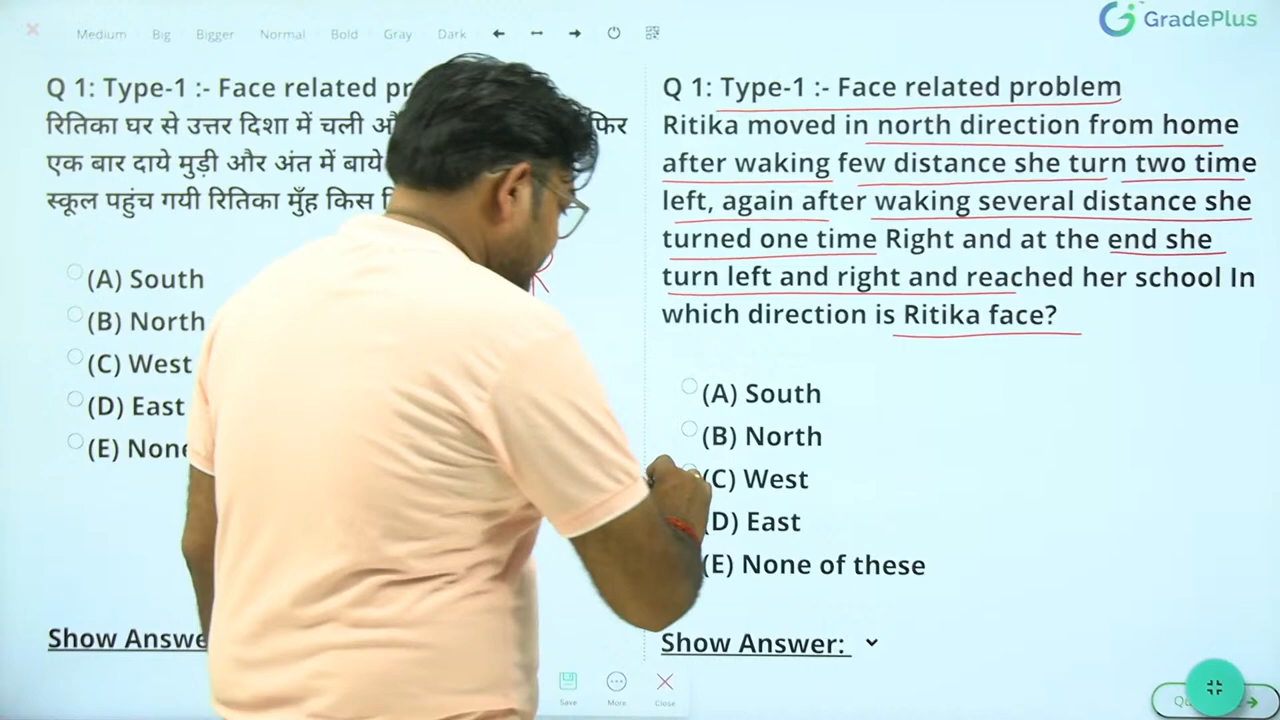 GradePlus
Medium Big Bigger Normal Bold Gray Dark
Q 1: Type-1 :- Face related
रितिका घर से उत्तर दिशा में चली फिर
एक बार दाये मुड़ी और अंत में बाये
स्कूल पहुंच गयी रितिका मुँह किस
(A) South
(B) North
(C) West
(D) East
(E) None
Show
R
Q 1: Type-1 :- Face related problem
Ritika moved in north direction from home
after waking few distance she turn two time
left, again after waking several distance she
turned one time Right and at the end she
turn left and right and reached her school In
which direction is Ritika face?
(A) South
(B) North
(C) West
(D) East
(E) None of these
Show Answer:
Save More Close